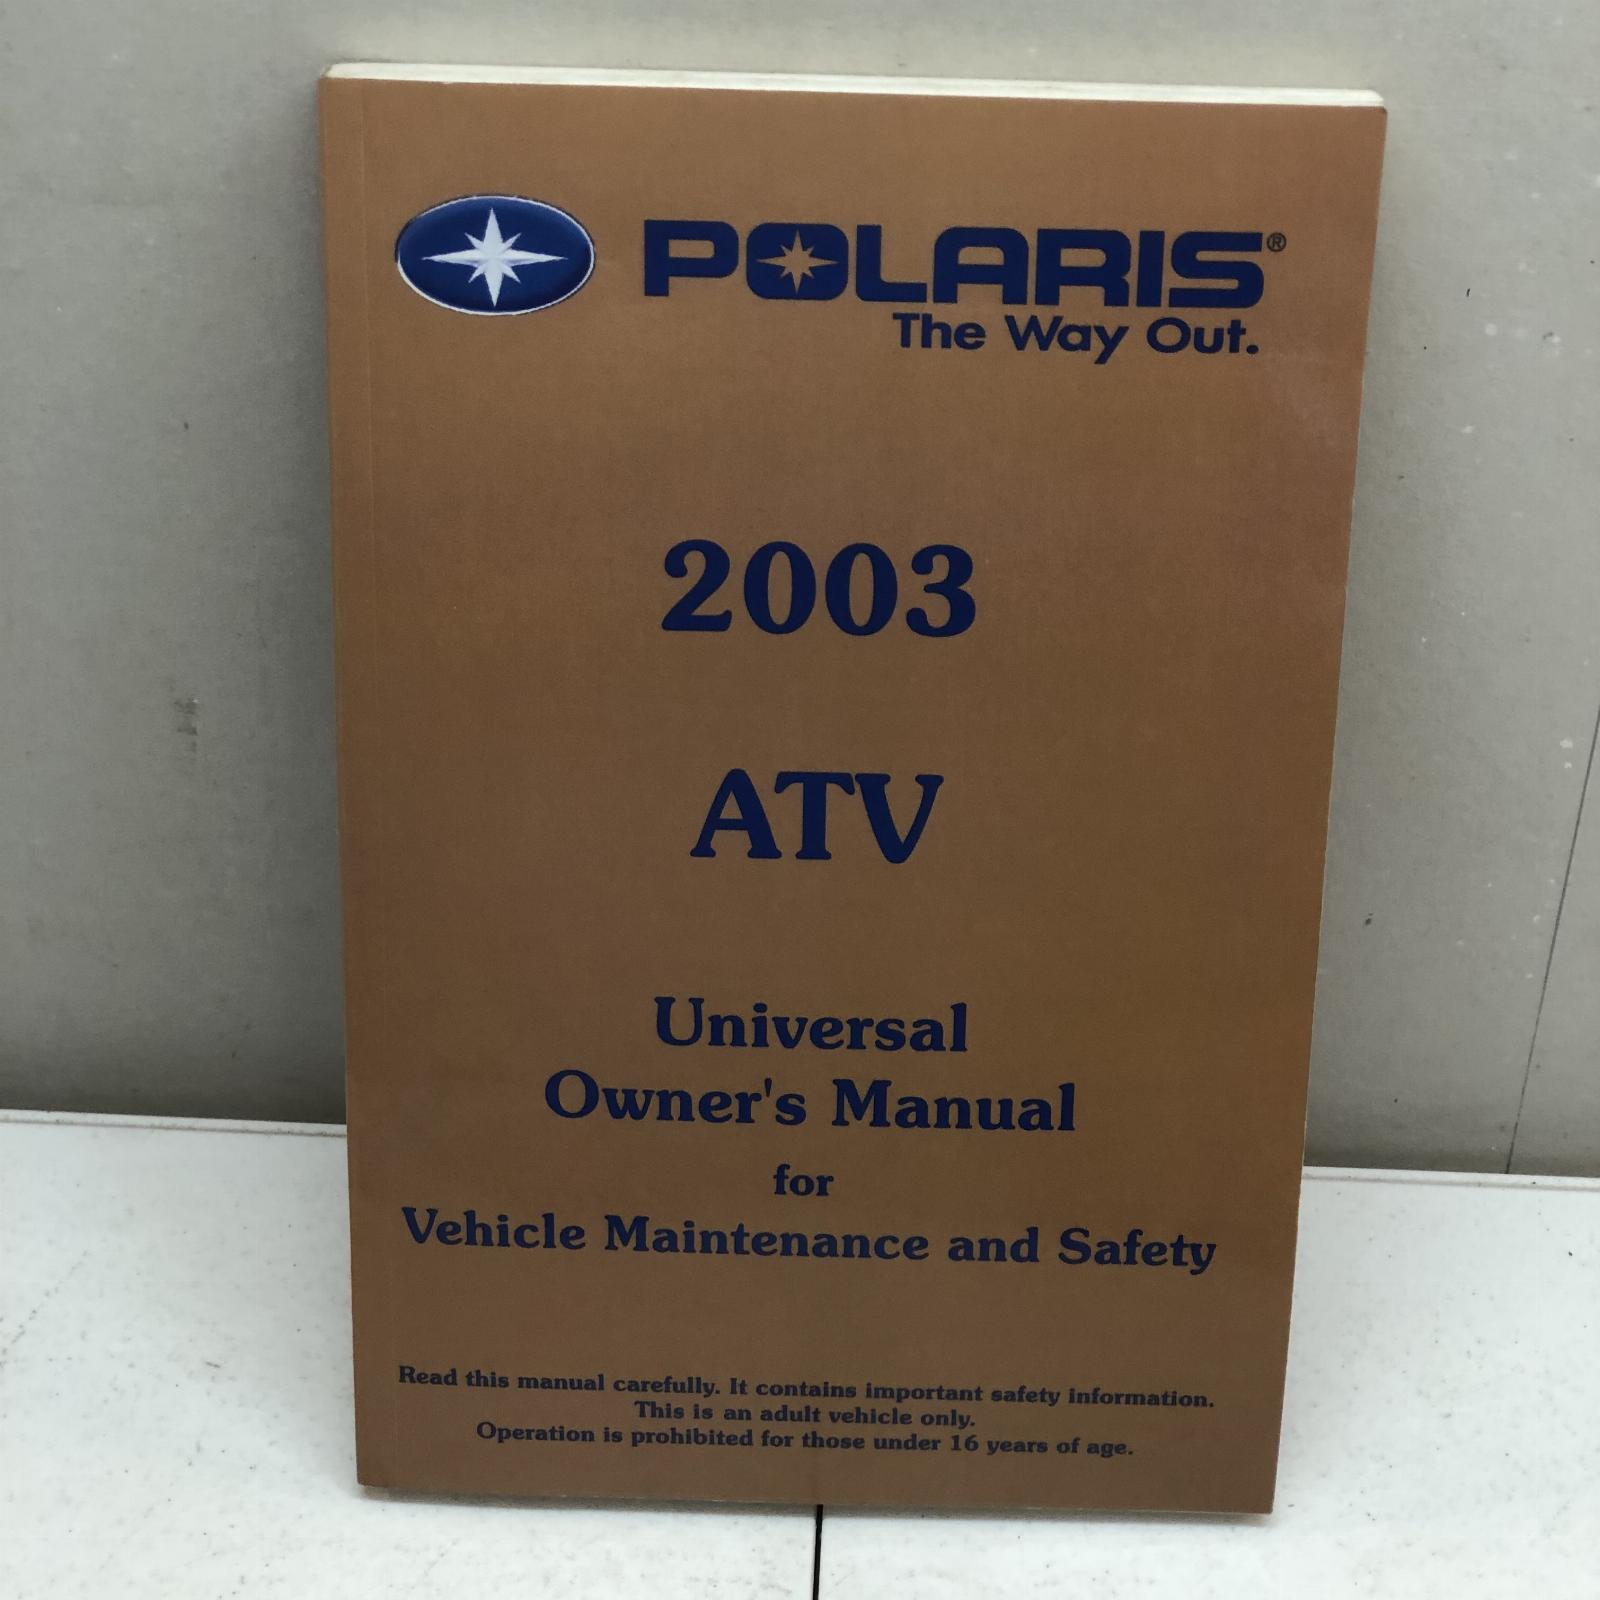 POLARIS®
The Way Out.
2003
ATV
Universal
Owner's Manual
for
Vehicle Maintenance and Safety
Read this manual carefully. It contains important safety information.
This is an adult vehicle only.
Operation is prohibited for those under 16 years of age.